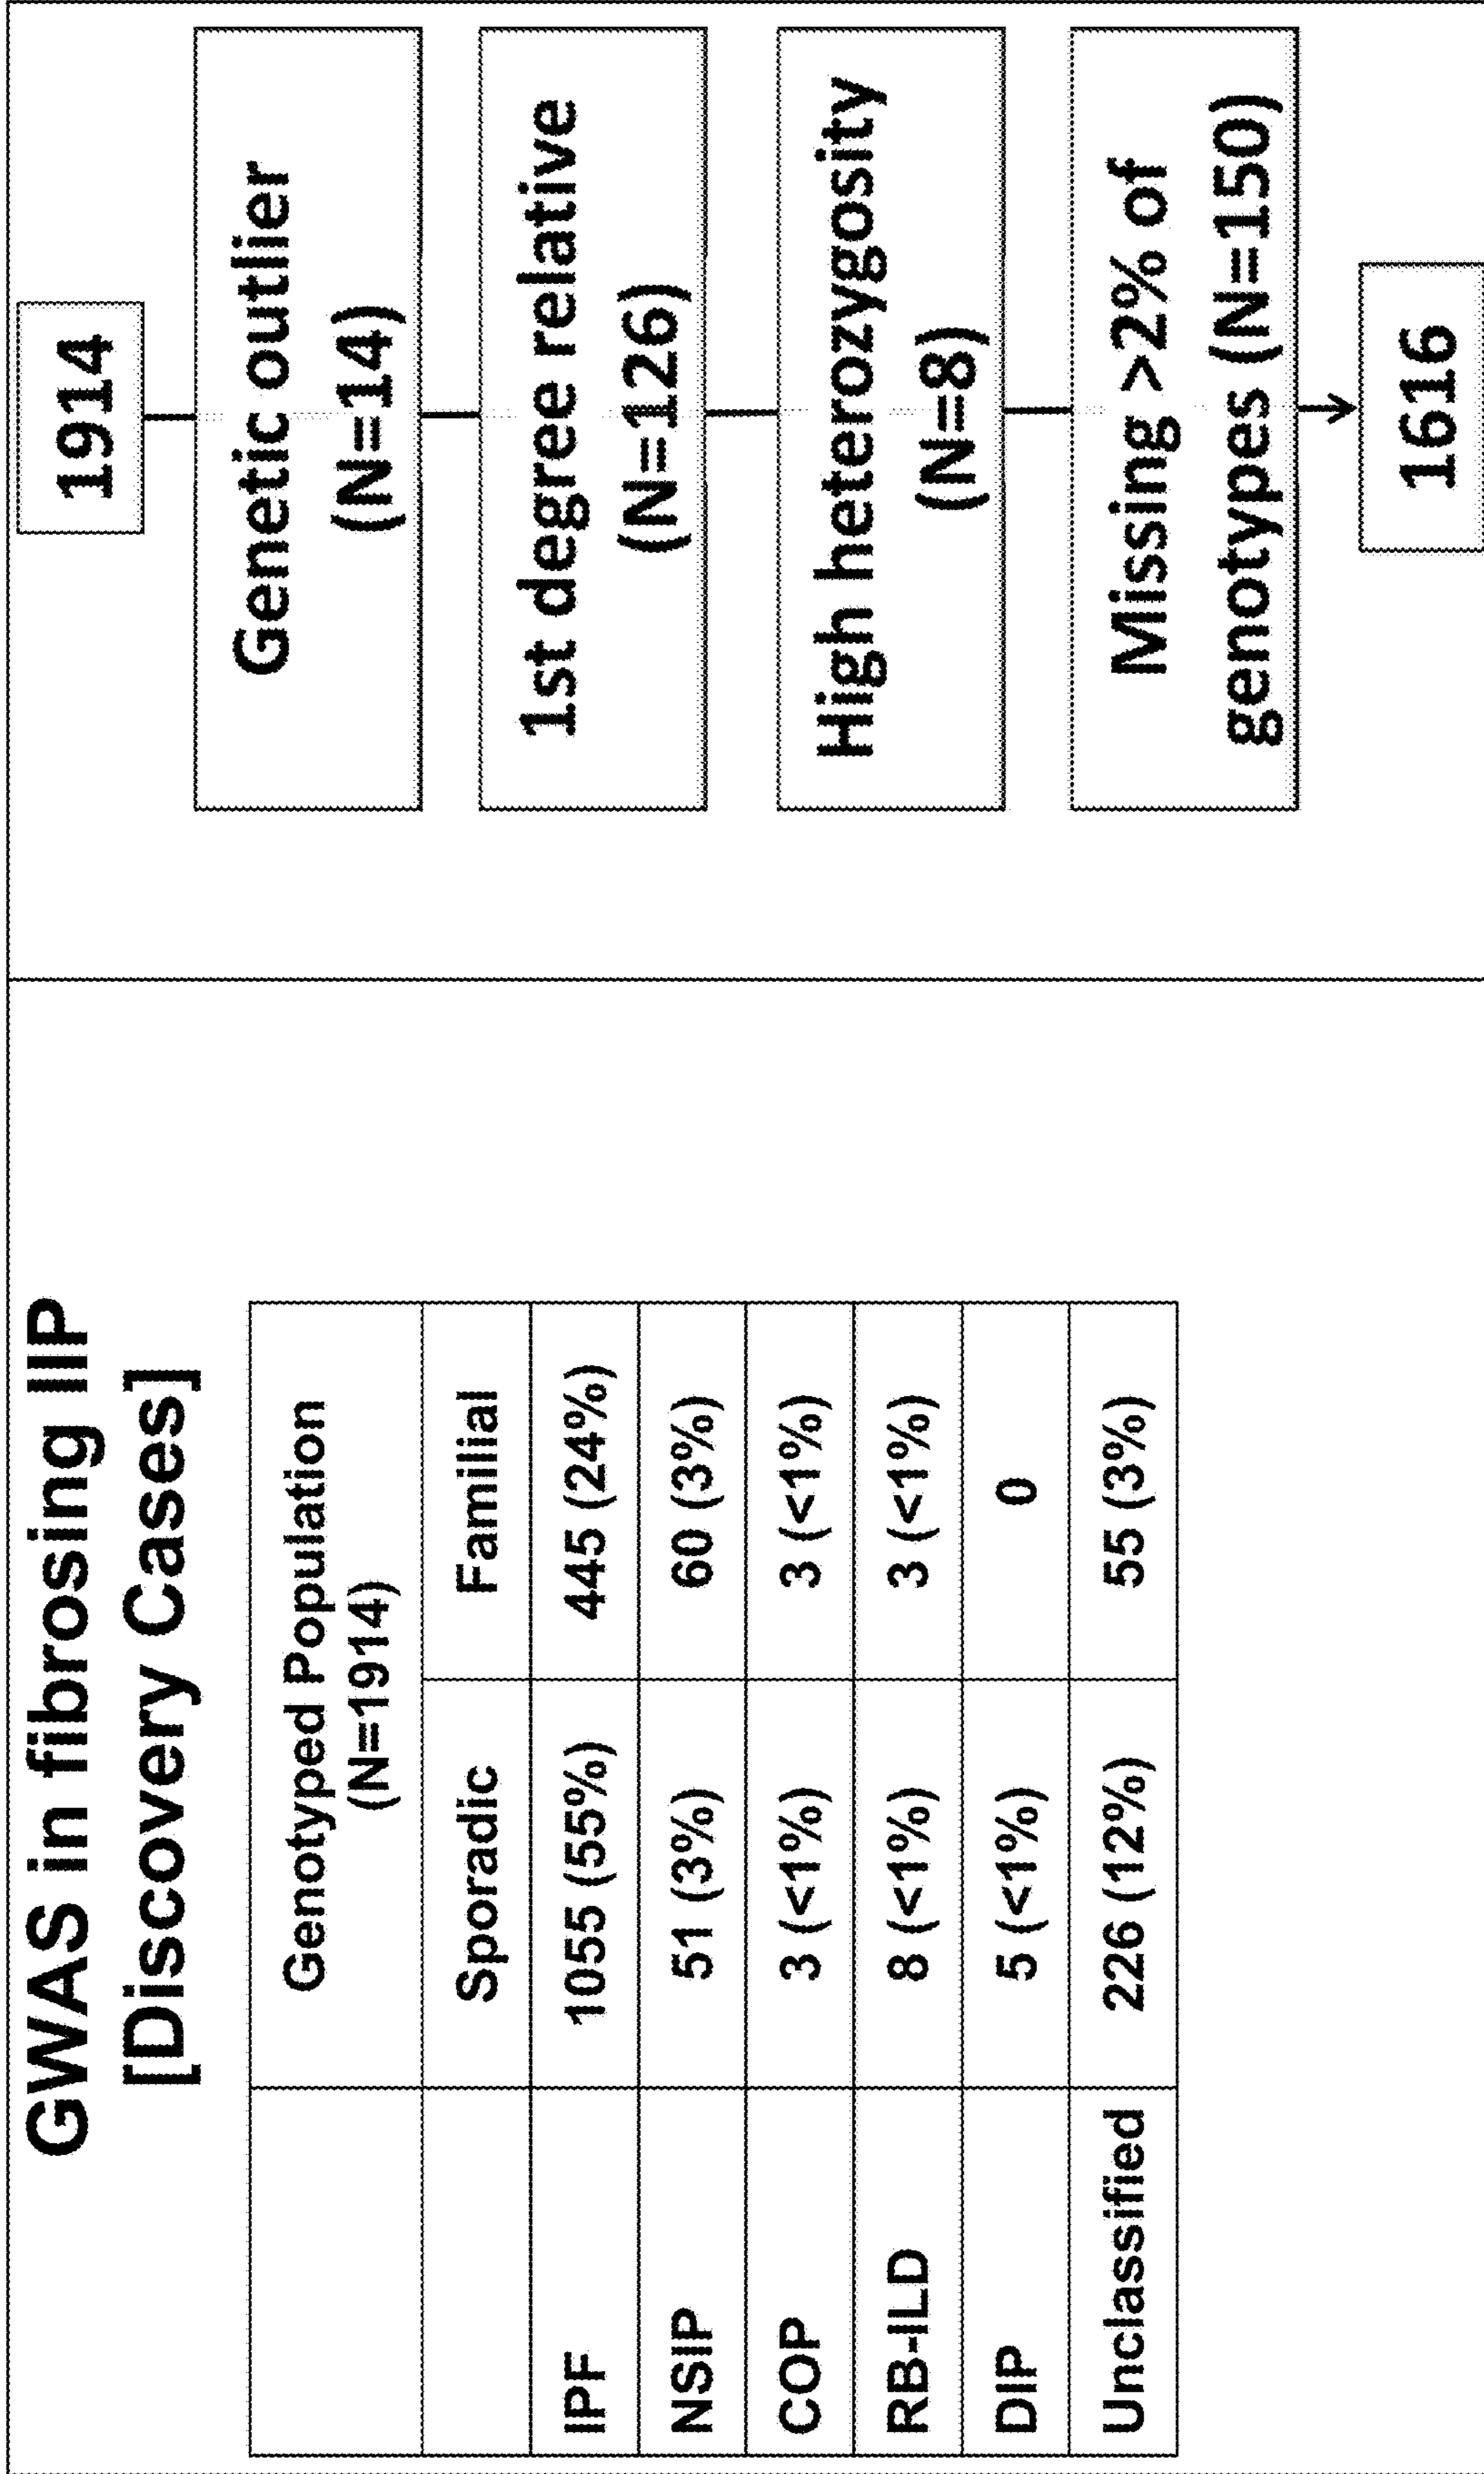 GWAS in fibrosing IIP
[Discovery Cases]
Genotyped Population
(N=1914)
Sporadic Familial
IPF 1055 (55%) 445 (24%)
NSIP 51 (3%) 60 (3%)
COP 3 (<1%) 3 (<1%)
RB-ILD 8 (<1%) 3 (<1%)
DIP 5 (<1%) 0
Unclassified 226 (12%) 55 (3%)
1914
Genetic outlier
(N=14)
1st degree relative
(N=126)
High heterozygosity
(N=8)
Missing >2% of
genotypes (N=150)
1616